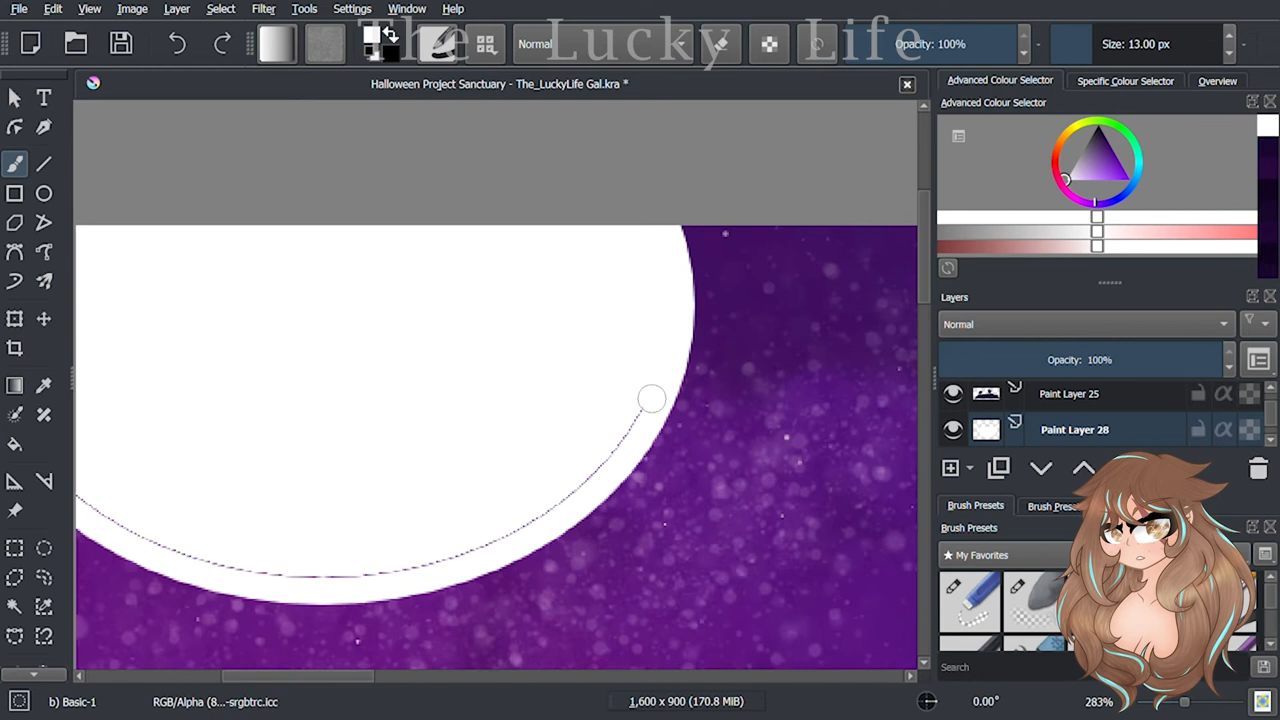 File Edit View Image Layer Select Filter Tools Settings Window Help
The Lucky Life
Normal
Opacity: 100%
Size: 13.00 px
Halloween Project Sanctuary - The_LuckyLife Gal.kra *
Advanced Colour Selector
Specific Colour Selector
Overview
Advanced Colour Selector
Layers
Normal
Opacity: 100%
Paint Layer 25
Paint Layer 28
Brush Presets
Brush Prese
Brush Presets
★ My Favorites
Search
b) Basic-1
RGB/Alpha (8...-srgbtrc.icc
1,600 x 900 (170.8 MiB)
0.00°
283%